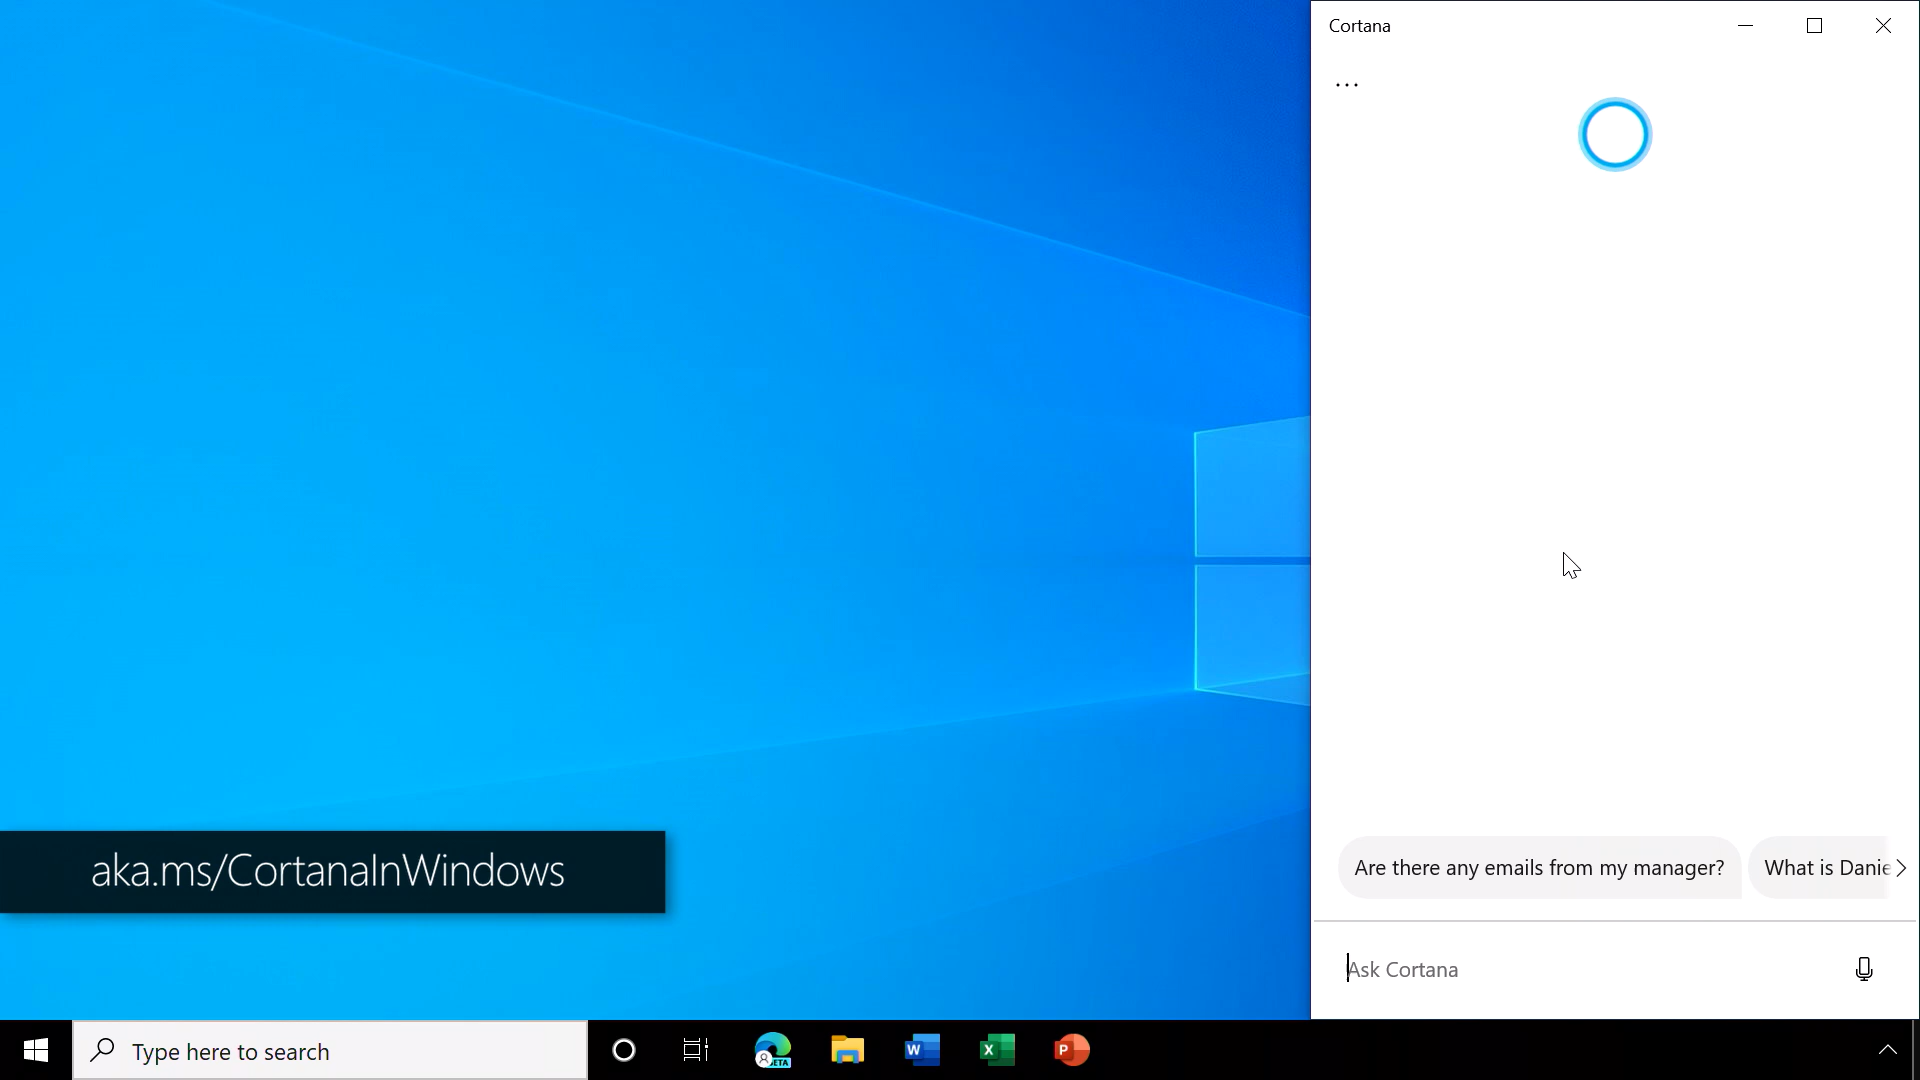 Cortana
...
Are there any emails from my manager?
What is Danie
Ask Cortana
aka.ms/CortanaInWindows
Type here to search
BETA
W
X
P